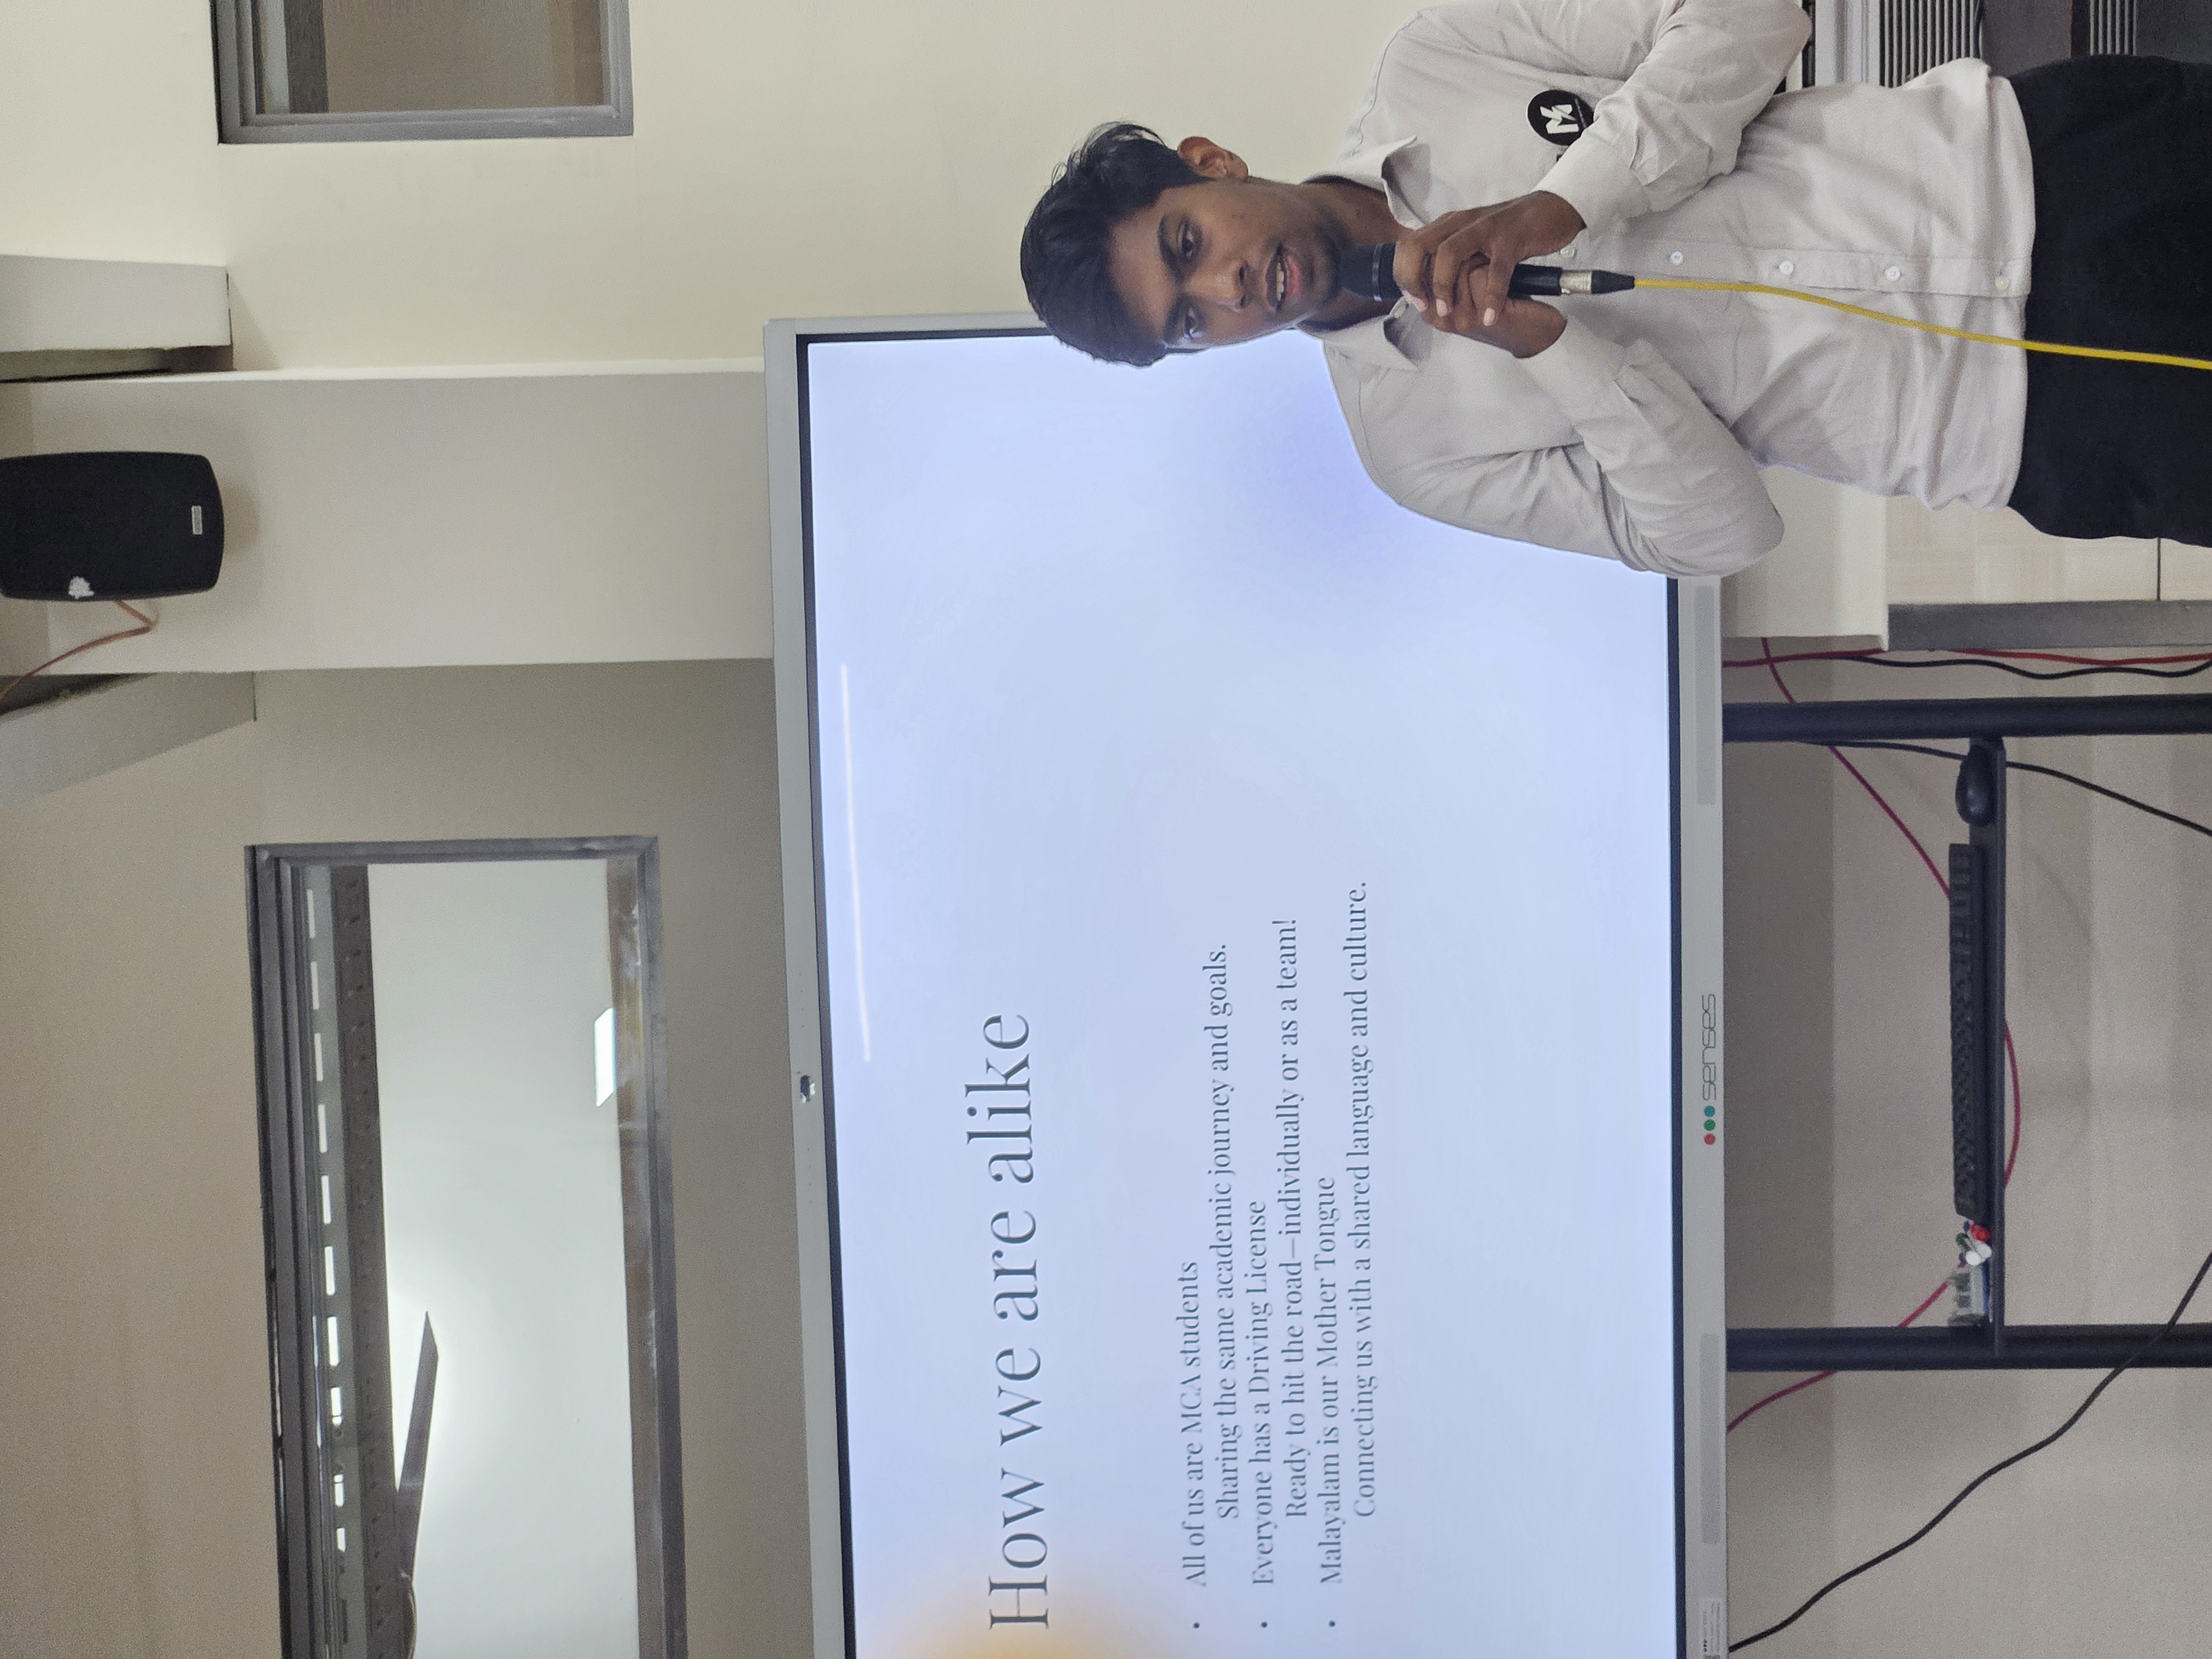 How we are alike
• All of us are MCA students
Sharing the same academic journey and goals.
• Everyone has a Driving License
Ready to hit the road—individually or as a team!
• Malayalam is our Mother Tongue
Connecting us with a shared language and culture.
senses